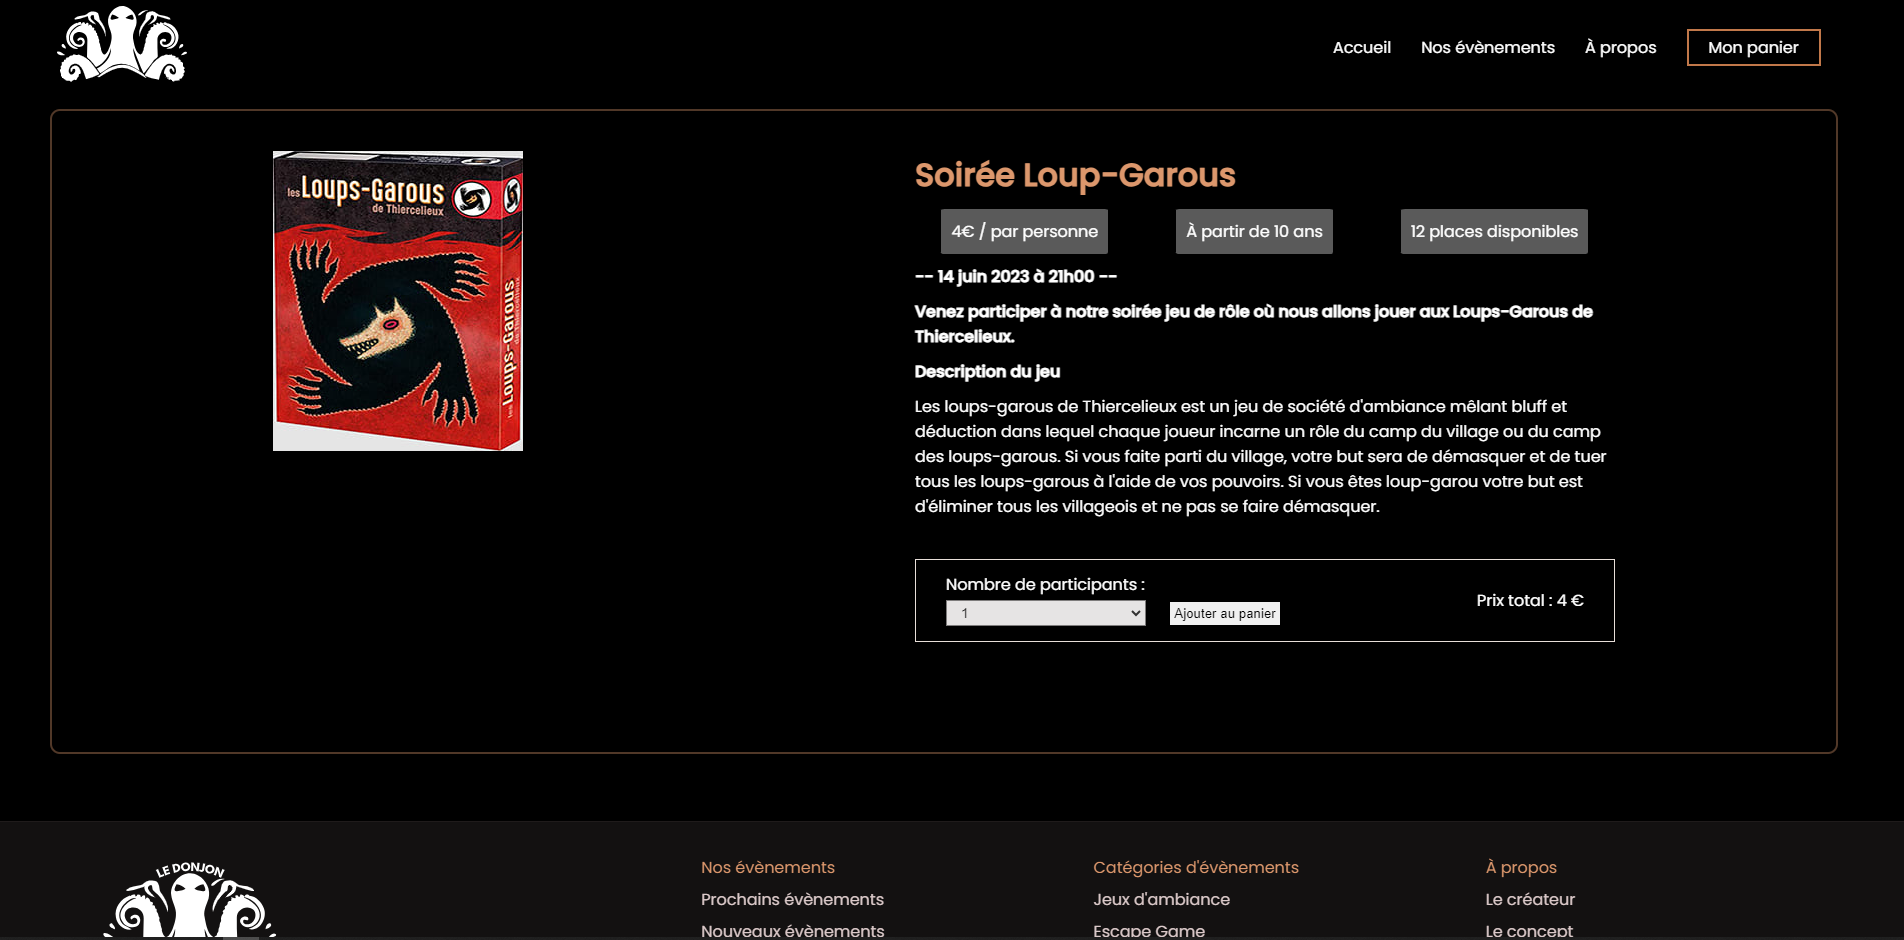 Accueil Nos évènements À propos Mon panier
les Loups-Garous
de Thiercelieux
les Loups-Garous
Soirée Loup-Garous
4€ / par personne À partir de 10 ans 12 places disponibles
-- 14 juin 2023 à 21h00 --
Venez participer à notre soirée jeu de rôle où nous allons jouer aux Loups-Garous de
Thiercelieux.
Description du jeu
Les loups-garous de Thiercelieux est un jeu de société d'ambiance mêlant bluff et
déduction dans lequel chaque joueur incarne un rôle du camp du village ou du camp
des loups-garous. Si vous faite parti du village, votre but sera de démasquer et de tuer
tous les loups-garous à l'aide de vos pouvoirs. Si vous êtes loup-garou votre but est
d'éliminer tous les villageois et ne pas se faire démasquer.
Nombre de participants :
1 Ajouter au panier Prix total : 4 €
LE DONJON
Nos évènements Catégories d'évènements À propos
Prochains évènements Jeux d'ambiance Le créateur
Nouveaux évènements Escape Game Le concept